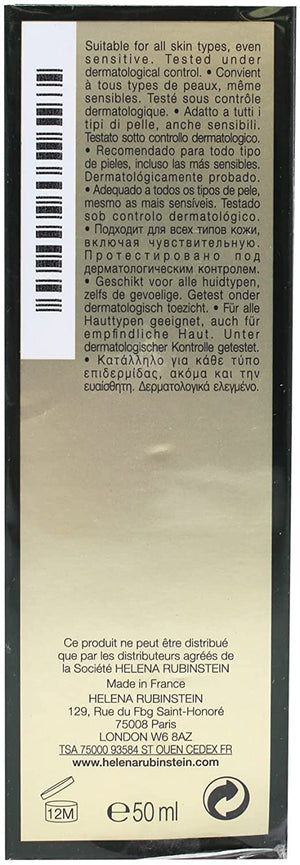 Suitable for all skin types, even
sensitive. Tested under
dermatological control. • Convient
à tous types de peaux, même
sensibles. Testé sous contrôle
dermatologique. • Adatto a tutti i
tipi di pelle, anche sensibili.
Testato sotto controllo dermatologico.
• Recomendado para todo tipo
de pieles, incluso las más sensibles.
Dermatológicamente probado. •
Adequado a todos os tipos de pele,
mesmo as mais sensíveis. Testado
sob controlo dermatológico.
• Подходит для всех типов кожи,
включая чувствительную.
Протестировано под
дерматологическим контролем.
• Geschikt voor alle huidtypen,
zelfs de gevoelige. Getest onder
dermatologisch toezicht. • Für alle
Hauttypen geeignet, auch für
empfindliche Haut. Unter
dermatologischer Kontrolle getestet.
• Κατάλληλο για κάθε τύπο
επιδερμίδας, ακόμα και την
ευαίσθητη. Δερματολογικά ελεγμένο.
Ce produit ne peut être distribué
que par les distributeurs agréés de
la Société HELENA RUBINSTEIN
Made in France
HELENA RUBINSTEIN
129, Rue du Fbg Saint-Honoré
75008 Paris
LONDON W6 8AZ
TSA 75000 93584 ST OUEN CEDEX FR
www.helenarubinstein.com
12M e50 ml